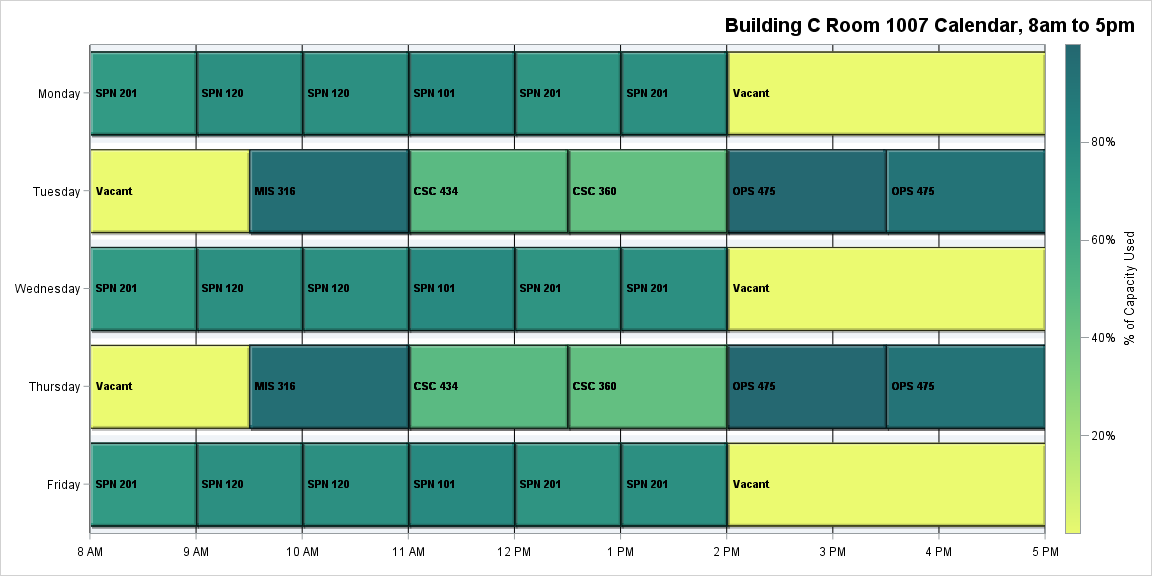 Building C Room 1007 Calendar, 8am to 5pm
Monday SPN 201 SPN 120 SPN 120 SPN 101 SPN 201 SPN 201 Vacant
80%
Tuesday Vacant MIS 316 CSC 434 CSC 360 OPS 475 OPS 475
60%
Wednesday SPN 201 SPN 120 SPN 120 SPN 101 SPN 201 SPN 201 Vacant
% of Capacity Used
40%
Thursday Vacant MIS 316 CSC 434 CSC 360 OPS 475 OPS 475
20%
Friday SPN 201 SPN 120 SPN 120 SPN 101 SPN 201 SPN 201 Vacant
8 AM 9 AM 10 AM 11 AM 12 PM 1 PM 2 PM 3 PM 4 PM 5 PM